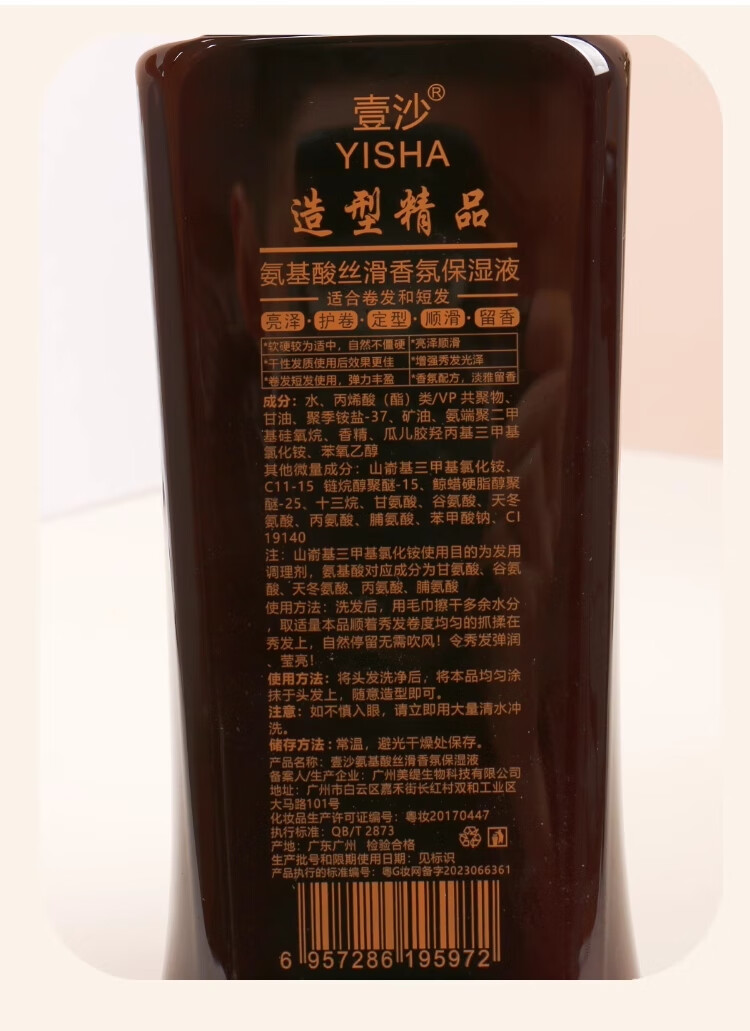 壹沙®
YISHA
造型精品
氨基酸丝滑香氛保湿液
适合卷发和短发
亮泽·护卷·定型·顺滑·留香
*软硬较为适中，自然不僵硬 *亮泽顺滑
*干性发质使用后效果更佳 *增强秀发光泽
*卷发短发使用，弹力丰盈 *香氛配方，淡雅留香
成分：水、丙烯酸（酯）类/VP 共聚物、
甘油、聚季铵盐-37、矿油、氨端聚二甲
基硅氧烷、香精、瓜儿胶羟丙基三甲基
氯化铵、苯氧乙醇
其他微量成分：山嵛基三甲基氯化铵、
C11-15 链烷醇聚醚-15、鲸蜡硬脂醇聚
醚-25、十三烷、甘氨酸、谷氨酸、天冬
氨酸、丙氨酸、脯氨酸、苯甲酸钠、CI
19140
注：山嵛基三甲基氯化铵使用目的为发用
调理剂，氨基酸对应成分为甘氨酸、谷氨
酸、天冬氨酸、丙氨酸、脯氨酸
使用方法：洗发后，用毛巾擦干多余水分
，取适量本品顺着秀发卷度均匀的抓揉在
秀发上，自然停留无需吹风！令秀发弹润
、莹亮！
使用方法：将头发洗净后，将本品均匀涂
抹于头发上，随意造型即可。
注意：如不慎入眼，请立即用大量清水冲
洗。
储存方法：常温，避光干燥处保存。
产品名称：壹沙氨基酸丝滑香氛保湿液
备案人/生产企业：广州美缇生物科技有限公司
地址：广州市白云区嘉禾街长红村双和工业区
大马路101号
化妆品生产许可证编号：粤妆20170447
执行标准：QB/T 2873
产地：广东广州 检验合格
生产批号和限期使用日期：见标识
产品执行的标准编号：粤G妆网备字2023066361
6 957286 195972